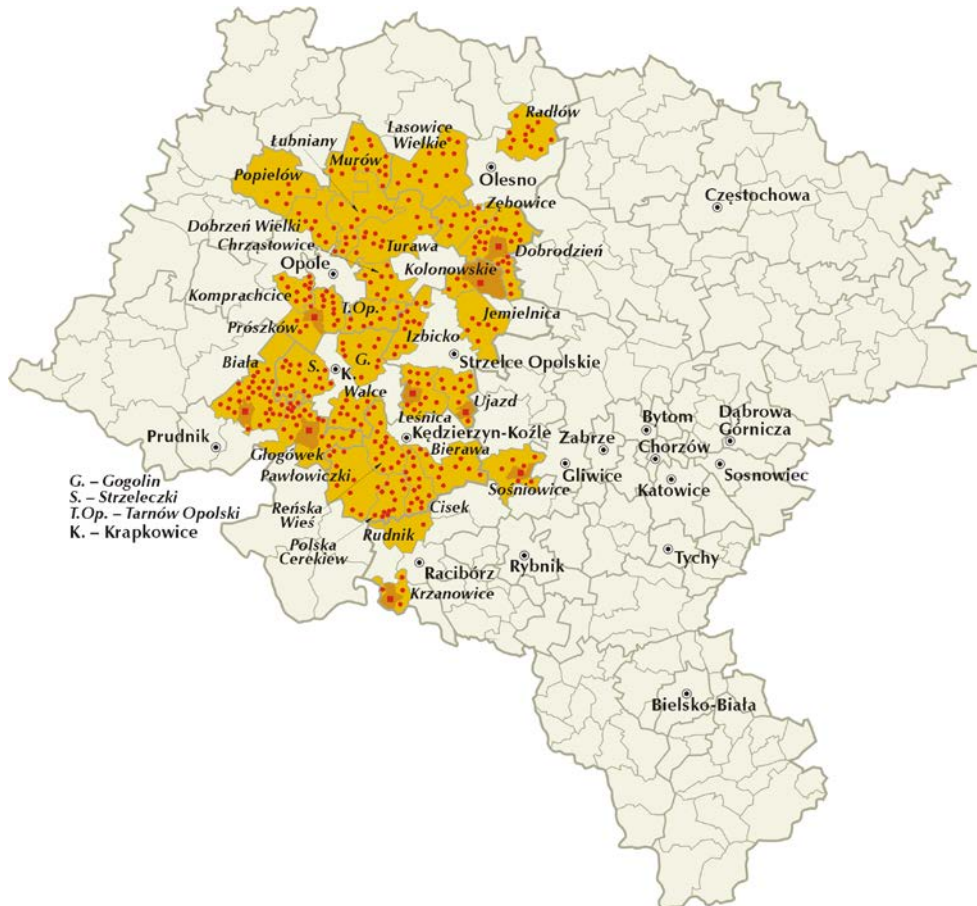 Radłów
Lasowice
Wielkie
Łubniany
Murów
Olesno
Popielów
Częstochowa
Zębowice
Dobrzeń Wielki
Chrząstowice
Turawa
Dobrodzień
Opole
Kolonowskie
Komprachcice
T.Op.
Jemielnica
Prószków
Izbicko
Biała
S.
G.
Strzelce Opolskie
K.
Walce
Ujazd
Leśnica
Bytom
Dąbrowa
Górnicza
Prudnik
Kędzierzyn-Koźle
Zabrze
Chorzów
Głogówek
Bierawa
Gliwice
Sosnowiec
Pawłowiczki
Sośniowice
Katowice
G. – Gogolin
S. – Strzeleczki
T.Op. – Tarnów Opolski
K. – Krapkowice
Reńska
Wieś
Cisek
Polska
Cerekiew
Rudnik
Tychy
Racibórz
Rybnik
Krzanowice
Bielsko-Biała